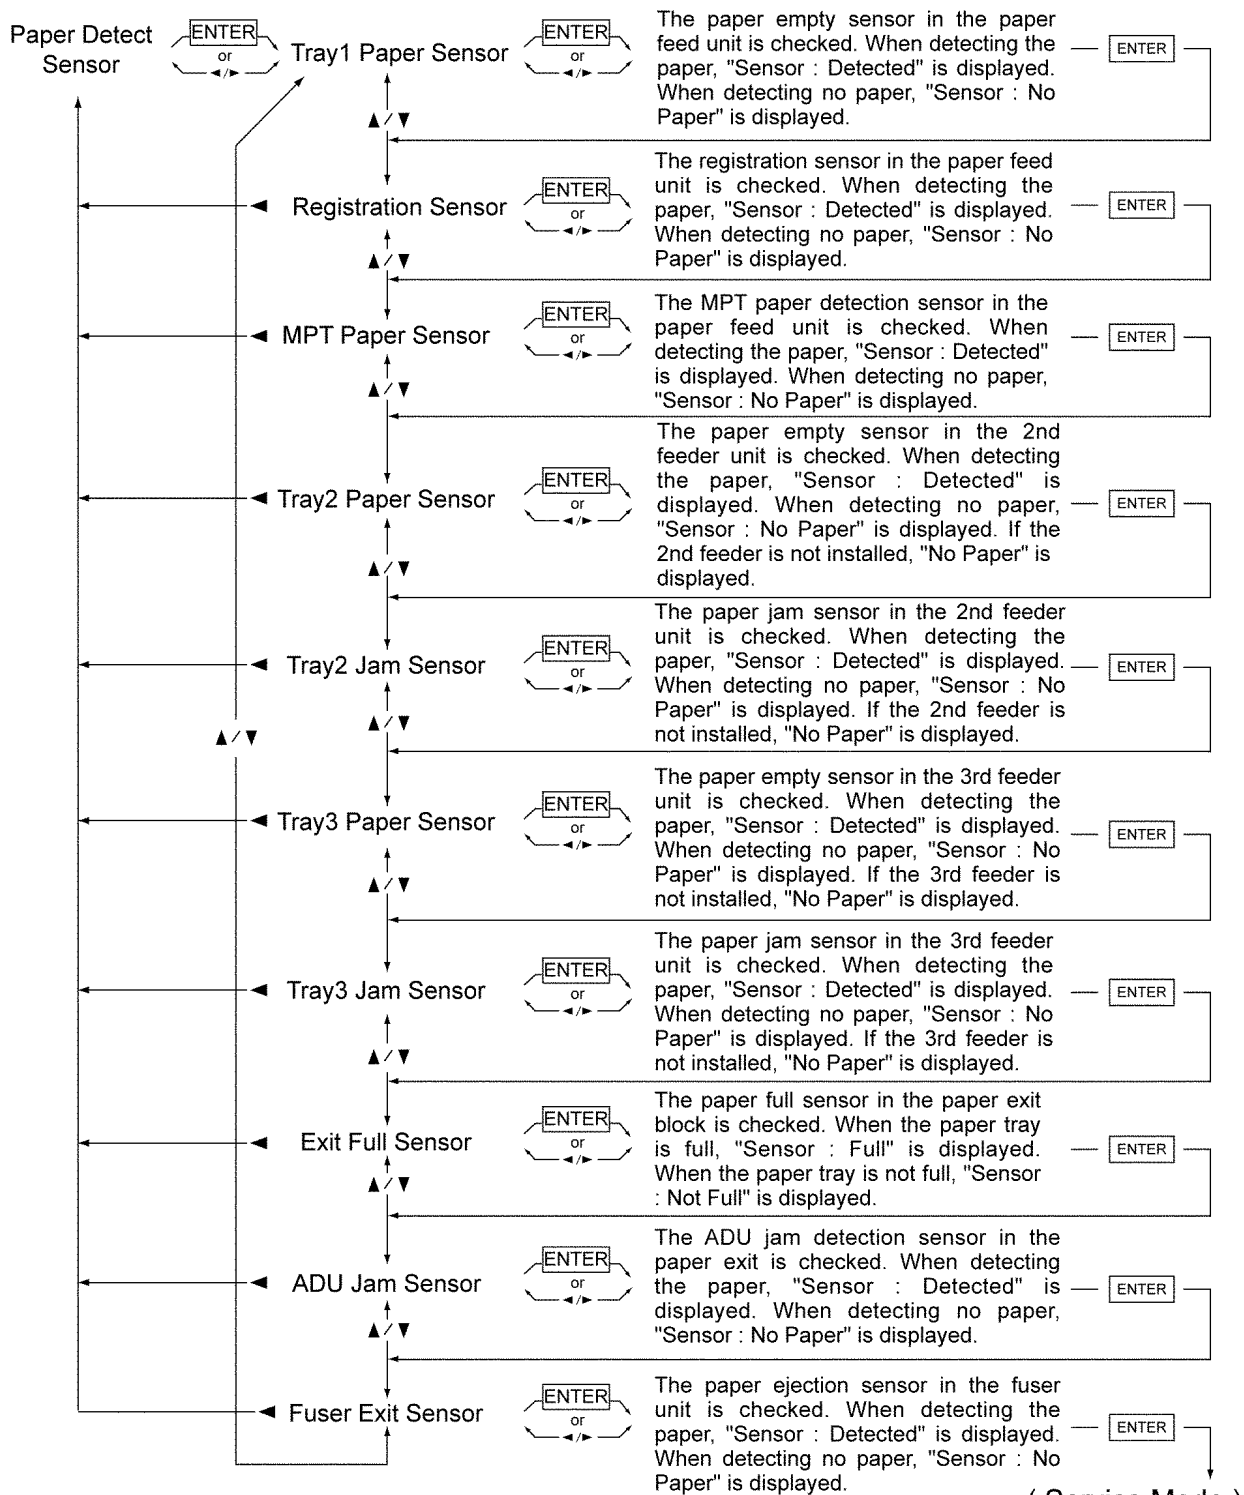 Paper Detect
Sensor
ENTER
or
◄/►
Tray1 Paper Sensor
ENTER
or
◄/►
The paper empty sensor in the paper
feed unit is checked. When detecting the
paper, "Sensor : Detected" is displayed.
When detecting no paper, "Sensor : No
Paper" is displayed.
ENTER
▲/▼
Registration Sensor
ENTER
or
◄/►
The registration sensor in the paper feed
unit is checked. When detecting the
paper, "Sensor : Detected" is displayed.
When detecting no paper, "Sensor : No
Paper" is displayed.
ENTER
▲/▼
MPT Paper Sensor
ENTER
or
◄/►
The MPT paper detection sensor in the
paper feed unit is checked. When
detecting the paper, "Sensor : Detected"
is displayed. When detecting no paper,
"Sensor : No Paper" is displayed.
ENTER
▲/▼
Tray2 Paper Sensor
ENTER
or
◄/►
The paper empty sensor in the 2nd
feeder unit is checked. When detecting
the paper, "Sensor : Detected" is
displayed. When detecting no paper,
"Sensor : No Paper" is displayed. If the
2nd feeder is not installed, "No Paper" is
displayed.
ENTER
▲/▼
Tray2 Jam Sensor
ENTER
or
◄/►
The paper jam sensor in the 2nd feeder
unit is checked. When detecting the
paper, "Sensor : Detected" is displayed.
When detecting no paper, "Sensor : No
Paper" is displayed. If the 2nd feeder is
not installed, "No Paper" is displayed.
ENTER
▲/▼
▲/▼
Tray3 Paper Sensor
ENTER
or
◄/►
The paper empty sensor in the 3rd feeder
unit is checked. When detecting the
paper, "Sensor : Detected" is displayed.
When detecting no paper, "Sensor : No
Paper" is displayed. If the 3rd feeder is
not installed, "No Paper" is displayed.
ENTER
▲/▼
Tray3 Jam Sensor
ENTER
or
◄/►
The paper jam sensor in the 3rd feeder
unit is checked. When detecting the
paper, "Sensor : Detected" is displayed.
When detecting no paper, "Sensor : No
Paper" is displayed. If the 3rd feeder is
not installed, "No Paper" is displayed.
ENTER
▲/▼
Exit Full Sensor
ENTER
or
◄/►
The paper full sensor in the paper exit
block is checked. When the paper tray
is full, "Sensor : Full" is displayed.
When the paper tray is not full, "Sensor
: Not Full" is displayed.
ENTER
▲/▼
ADU Jam Sensor
ENTER
or
◄/►
The ADU jam detection sensor in the
paper exit is checked. When detecting
the paper, "Sensor : Detected" is
displayed. When detecting no paper,
"Sensor : No Paper" is displayed.
ENTER
▲/▼
Fuser Exit Sensor
ENTER
or
◄/►
The paper ejection sensor in the fuser
unit is checked. When detecting the
paper, "Sensor : Detected" is displayed.
When detecting no paper, "Sensor : No
Paper" is displayed.
ENTER
( Service Mode )